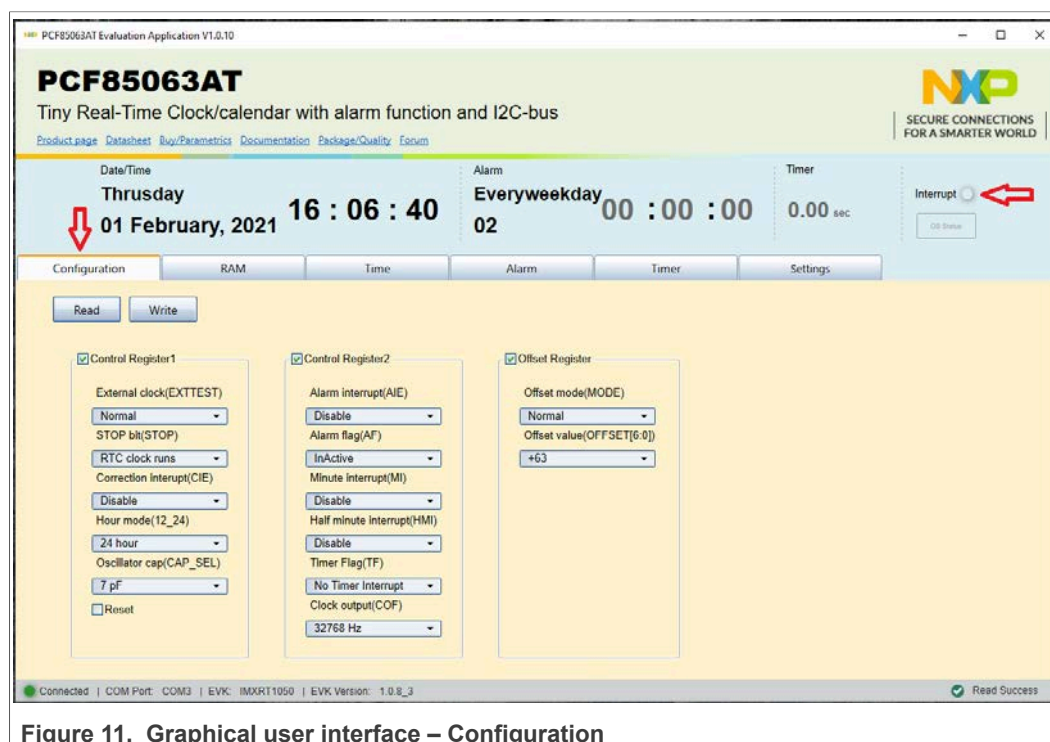 PCF85063AT Evaluation Application V1.0.10
PCF85063AT
Tiny Real-Time Clock/calendar with alarm function and I2C-bus
Product page Datasheet Buy/Parametrics Documentation Package/Quality Forum
NXP
SECURE CONNECTIONS
FOR A SMARTER WORLD
Date/Time
Thrusday
01 February, 2021
16 : 06 : 40
Alarm
Everyweekday
02
00 :00 :00
Timer
0.00 sec
Interrupt
OS Status
Configuration RAM Time Alarm Timer Settings
Read Write
Control Register1
External clock(EXTTEST)
Normal
STOP bit(STOP)
RTC clock runs
Correction interupt(CIE)
Disable
Hour mode(12_24)
24 hour
Oscillator cap(CAP_SEL)
7 pF
Reset
Control Register2
Alarm interrupt(AIE)
Disable
Alarm flag(AF)
InActive
Minute interrupt(MI)
Disable
Half minute interrupt(HMI)
Disable
Timer Flag(TF)
No Timer Interrupt
Clock output(COF)
32768 Hz
Offset Register
Offset mode(MODE)
Normal
Offset value(OFFSET[6:0])
+63
Connected | COM Port: COM3 | EVK: IMXRT1050 | EVK Version: 1.0.8_3
Read Success
Figure 11. Graphical user interface – Configuration